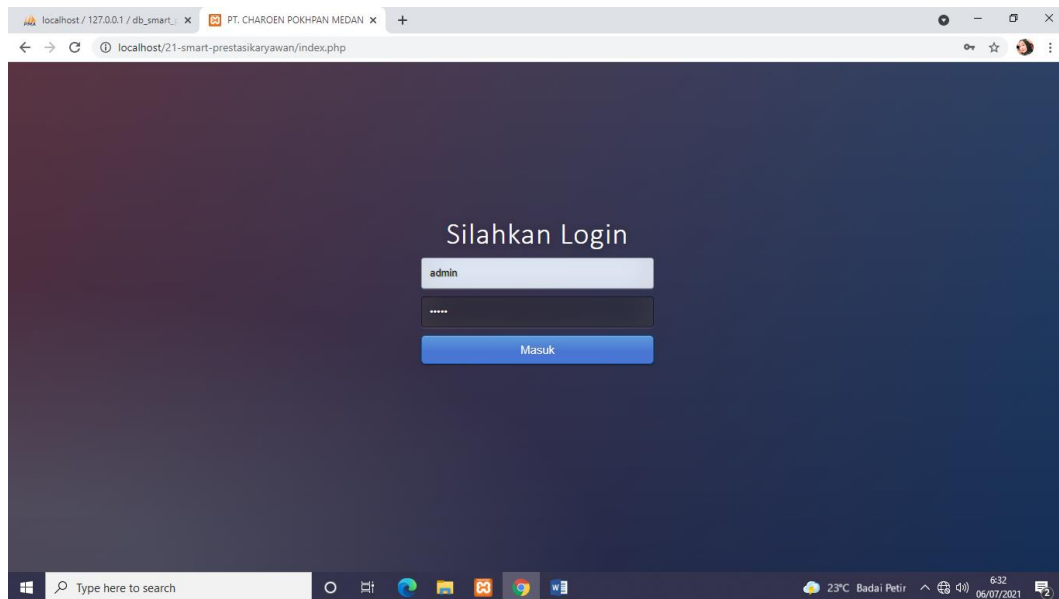 localhost / 127.0.0.1 / db_smart_
PT. CHAROEN POKHPAN MEDAN
localhost/21-smart-prestasikaryawan/index.php
Silahkan Login
admin
•••••
Masuk
Type here to search
23°C Badai Petir
6:32
06/07/2021
2